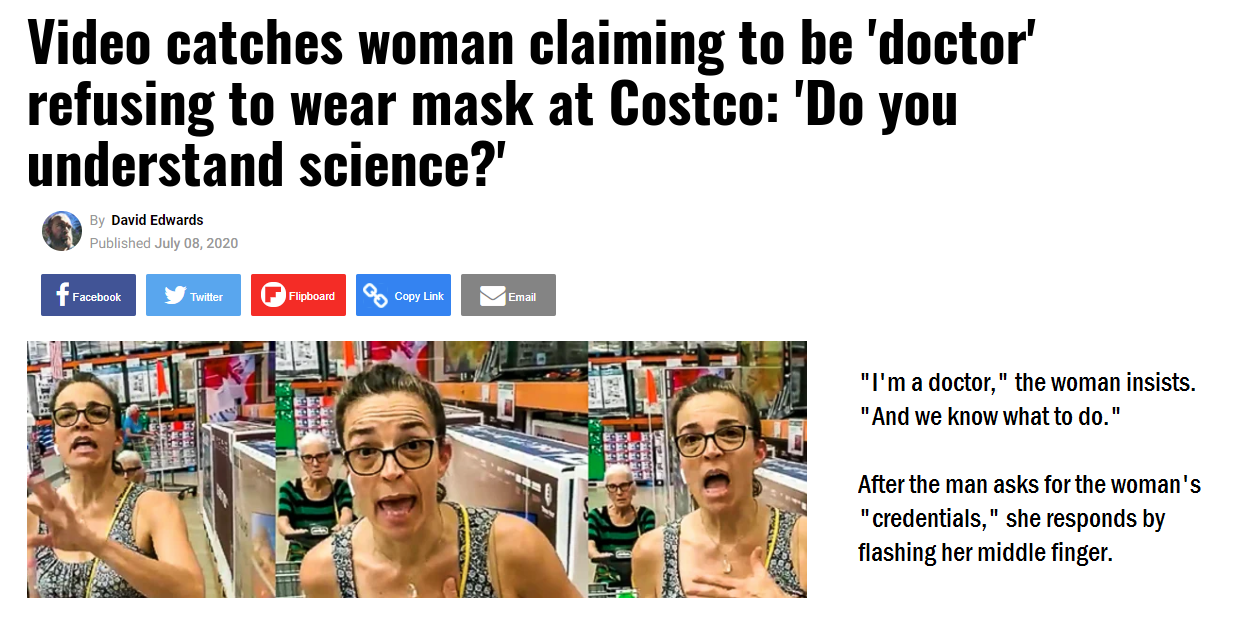 Video catches woman claiming to be 'doctor'
refusing to wear mask at Costco: 'Do you
understand science?'
By David Edwards
Published July 08, 2020
Facebook
Twitter
Flipboard
Copy Link
Email
"I'm a doctor," the woman insists.
"And we know what to do."
After the man asks for the woman's
"credentials," she responds by
flashing her middle finger.